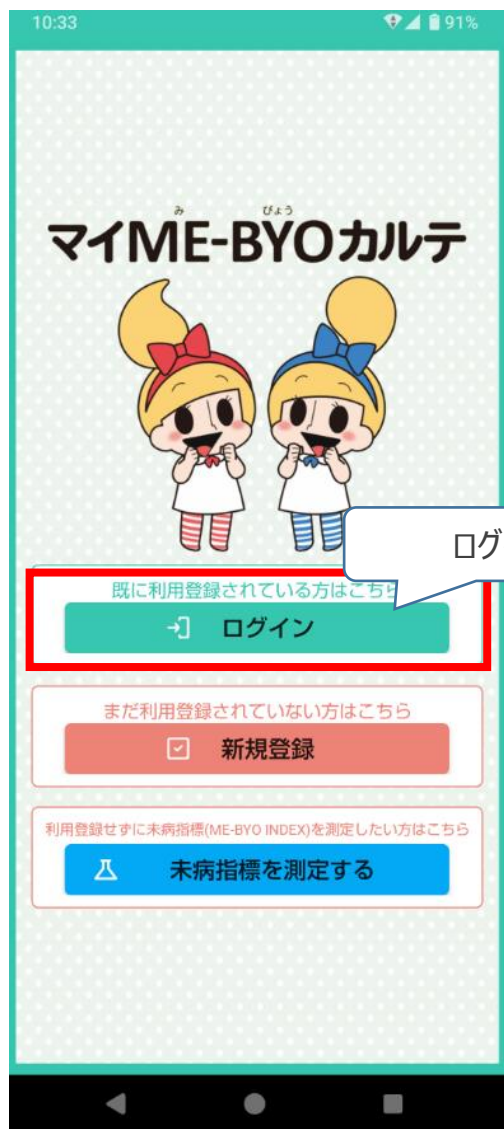 10:33
91%
み びょう
マイME-BYOカルテ
ログ
既に利用登録されている方はこちら
ログイン
まだ利用登録されていない方はこちら
新規登録
利用登録せずに未病指標(ME-BYO INDEX)を測定したい方はこちら
未病指標を測定する